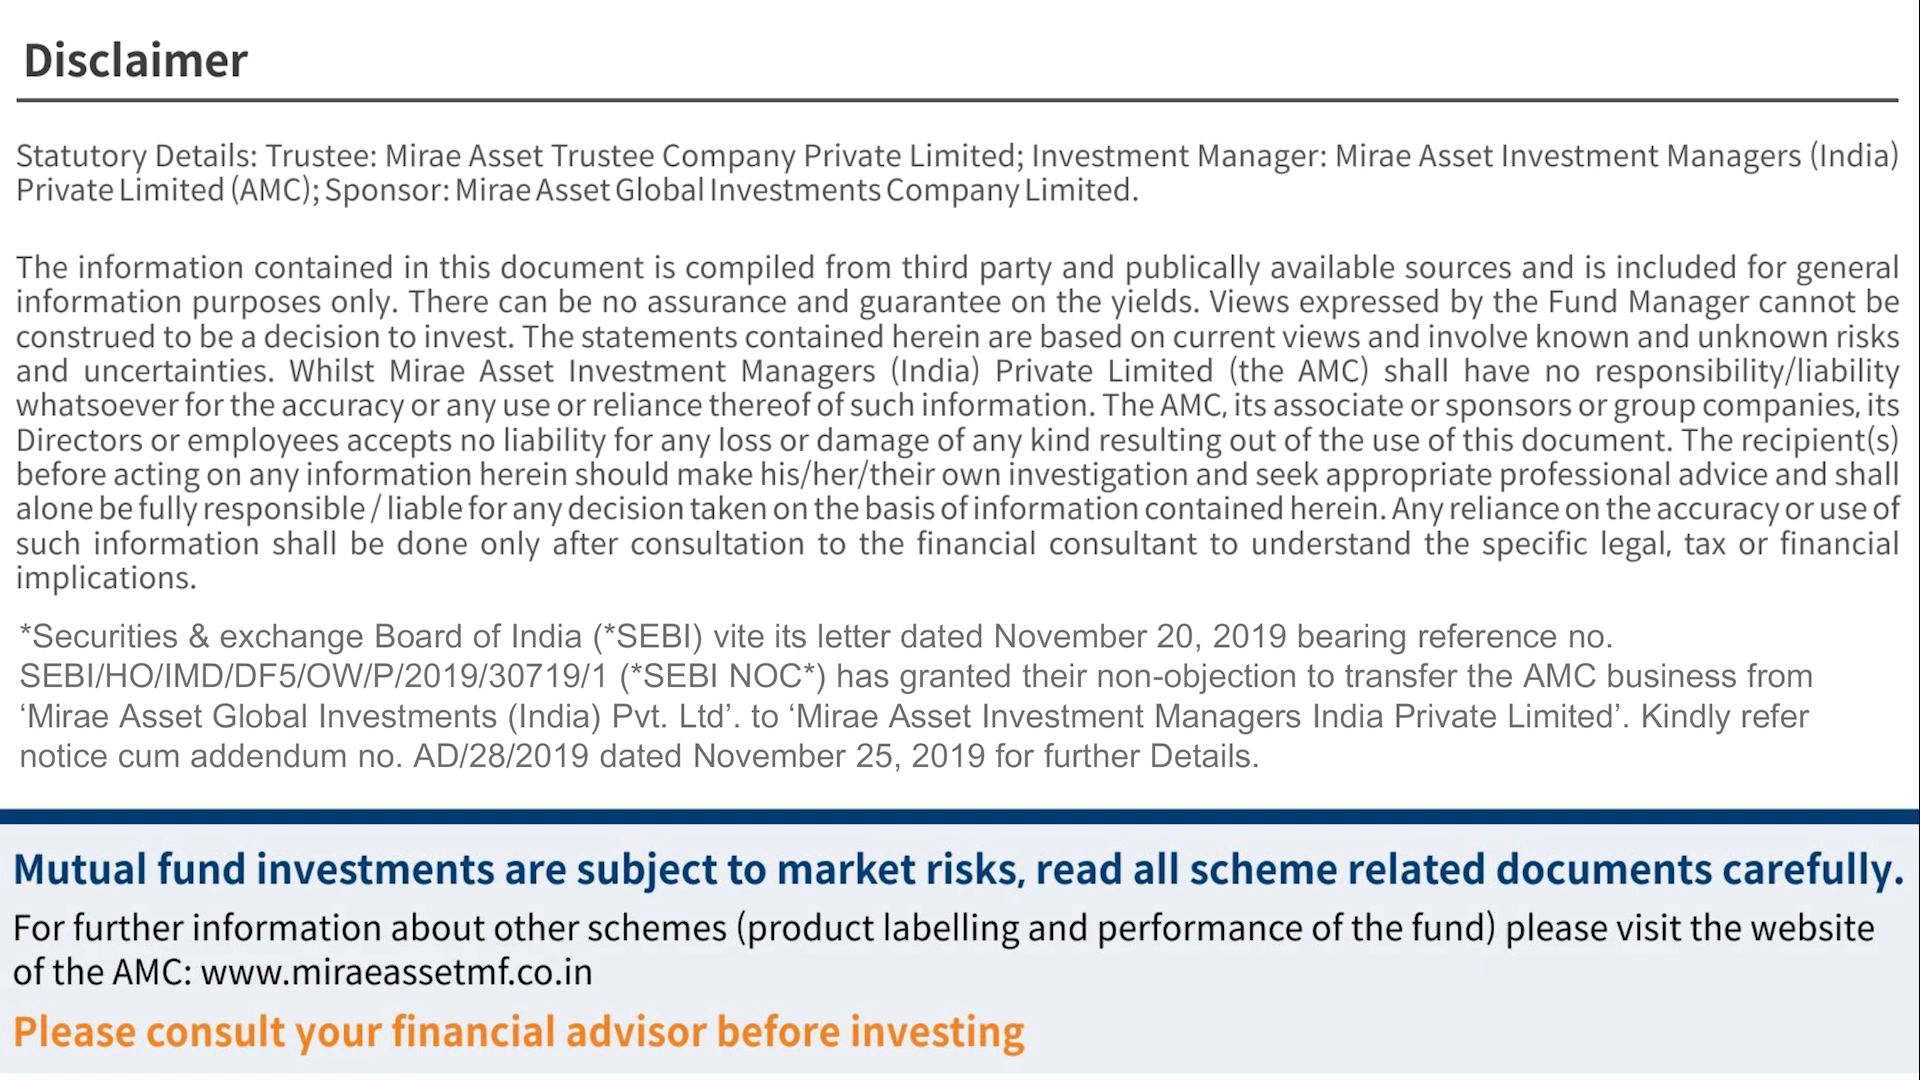 Disclaimer
Statutory Details: Trustee: Mirae Asset Trustee Company Private Limited; Investment Manager: Mirae Asset Investment Managers (India)
Private Limited (AMC); Sponsor: Mirae Asset Global Investments Company Limited.
The information contained in this document is compiled from third party and publically available sources and is included for general
information purposes only. There can be no assurance and guarantee on the yields. Views expressed by the Fund Manager cannot be
construed to be a decision to invest. The statements contained herein are based on current views and involve known and unknown risks
and uncertainties. Whilst Mirae Asset Investment Managers (India) Private Limited (the AMC) shall have no responsibility/liability
whatsoever for the accuracy or any use or reliance thereof of such information. The AMC, its associate or sponsors or group companies, its
Directors or employees accepts no liability for any loss or damage of any kind resulting out of the use of this document. The recipient(s)
before acting on any information herein should make his/her/their own investigation and seek appropriate professional advice and shall
alone be fully responsible / liable for any decision taken on the basis of information contained herein. Any reliance on the accuracy or use of
such information shall be done only after consultation to the financial consultant to understand the specific legal, tax or financial
implications.
*Securities & exchange Board of India (*SEBI) vite its letter dated November 20, 2019 bearing reference no.
SEBI/HO/IMD/DF5/OW/P/2019/30719/1 (*SEBI NOC*) has granted their non-objection to transfer the AMC business from
‘Mirae Asset Global Investments (India) Pvt. Ltd’. to ‘Mirae Asset Investment Managers India Private Limited’. Kindly refer
notice cum addendum no. AD/28/2019 dated November 25, 2019 for further Details.
Mutual fund investments are subject to market risks, read all scheme related documents carefully.
For further information about other schemes (product labelling and performance of the fund) please visit the website
of the AMC: www.miraeassetmf.co.in
Please consult your financial advisor before investing